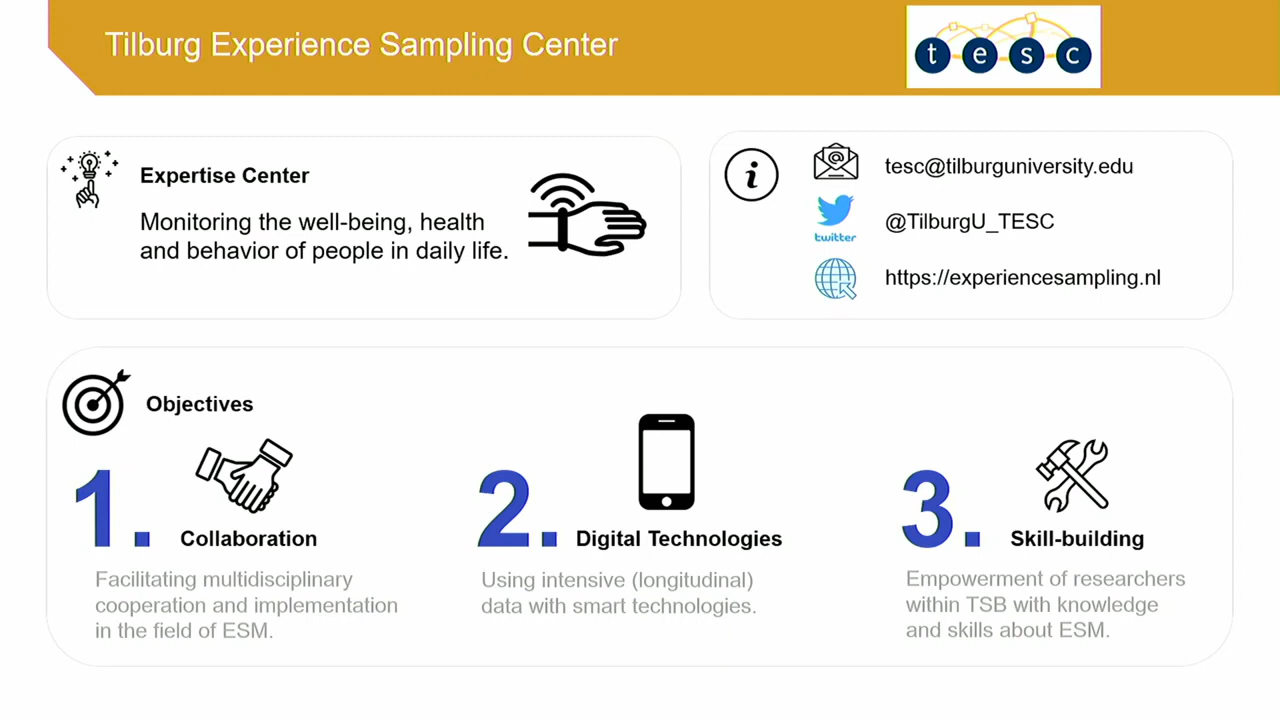 Tilburg Experience Sampling Center
t e s c
Expertise Center
Monitoring the well-being, health
and behavior of people in daily life.
i
tesc@tilburguniversity.edu
twitter
@TilburgU_TESC
https://experiencesampling.nl
Objectives
1. Collaboration
Facilitating multidisciplinary
cooperation and implementation
in the field of ESM.
2. Digital Technologies
Using intensive (longitudinal)
data with smart technologies.
3. Skill-building
Empowerment of researchers
within TSB with knowledge
and skills about ESM.